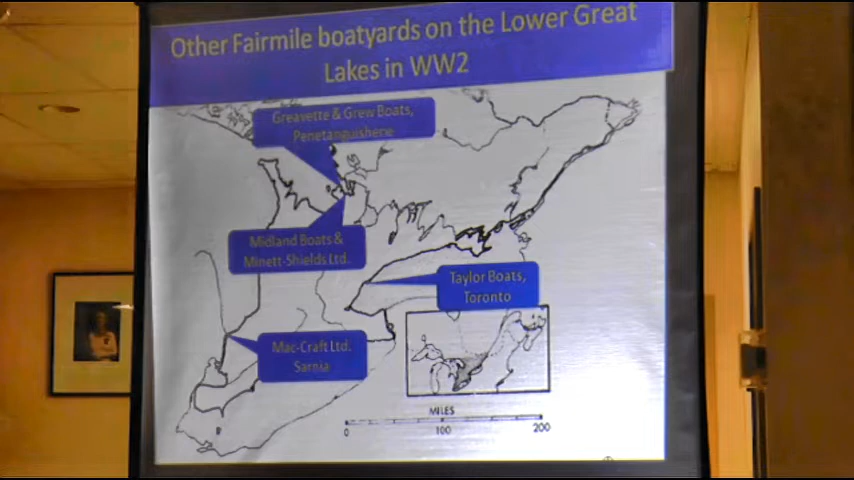 Other Fairmile boatyards on the Lower Great
Lakes in WW2
Greavette & Grew Boats,
Penetanguishene
Midland Boats &
Minett-Shields Ltd.
Taylor Boats,
Toronto
Mac-Craft Ltd.
Sarnia
MILES
0 100 200